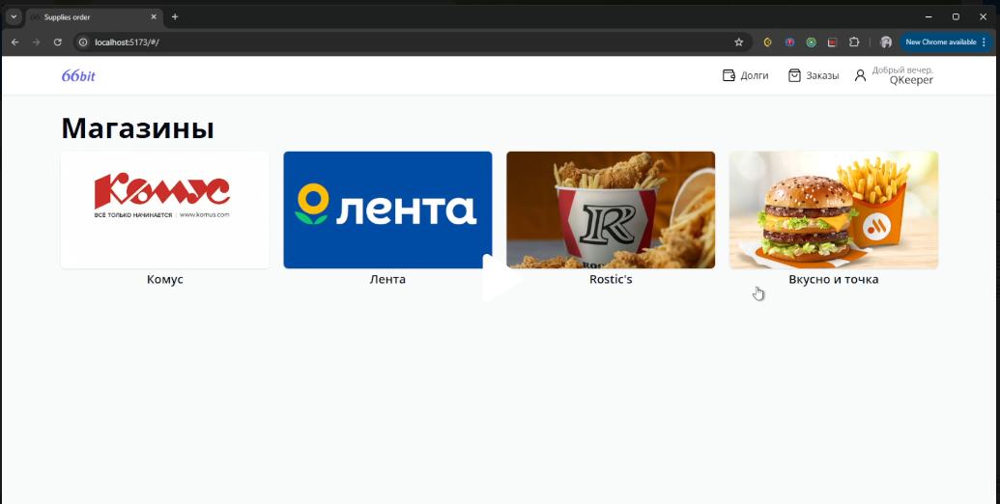 Supplies order
localhost:5173/#/
New Chrome available
66bit
Долги
Заказы
Добрый вечер.
QKeeper
Магазины
Комус
ВСЁ ТОЛЬКО НАЧИНАЕТСЯ | www.komus.com
лента
R
Комус
Лента
Rostic's
Вкусно и точка